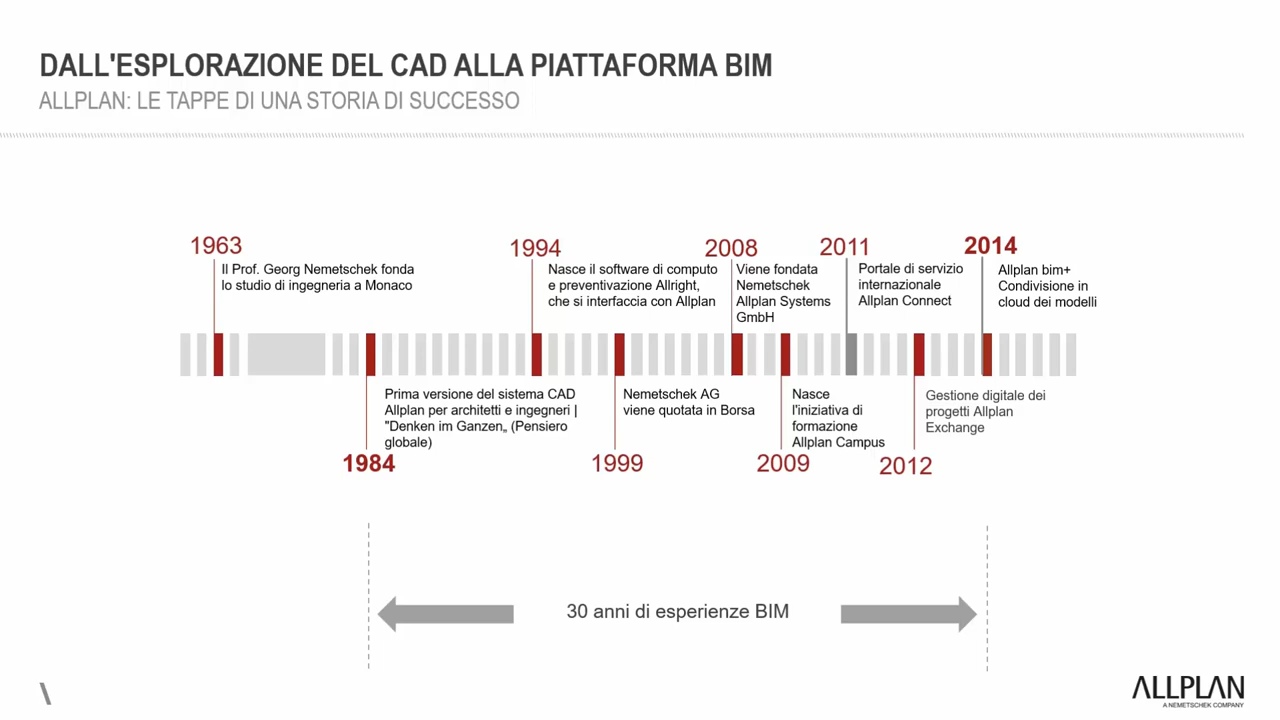 DALL'ESPLORAZIONE DEL CAD ALLA PIATTAFORMA BIM
ALLPLAN: LE TAPPE DI UNA STORIA DI SUCCESSO
1963
Il Prof. Georg Nemetschek fonda
lo studio di ingegneria a Monaco
1994
Nasce il software di computo
e preventivazione Allright,
che si interfaccia con Allplan
2008
Viene fondata
Nemetschek
Allplan Systems
GmbH
2011
Portale di servizio
internazionale
Allplan Connect
2014
Allplan bim+
Condivisione in
cloud dei modelli
Prima versione del sistema CAD
Allplan per architetti e ingegneri |
"Denken im Ganzen„ (Pensiero
globale)
1984
Nemetschek AG
viene quotata in Borsa
1999
Nasce
l'iniziativa di
formazione
Allplan Campus
2009
Gestione digitale dei
progetti Allplan
Exchange
2012
30 anni di esperienze BIM
ALLPLAN
A NEMETSCHEK COMPANY